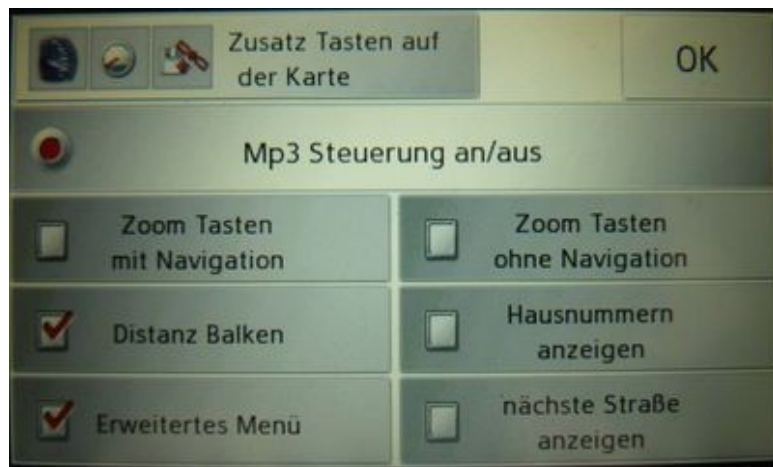 Zusatz Tasten auf
der Karte
OK
Mp3 Steuerung an/aus
Zoom Tasten
mit Navigation
Zoom Tasten
ohne Navigation
Distanz Balken
Hausnummern
anzeigen
Erweitertes Menü
nächste Straße
anzeigen